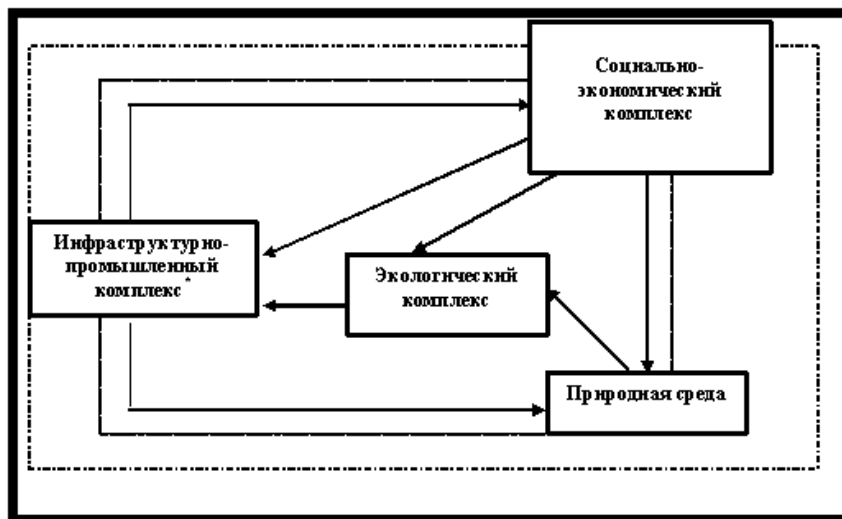 Социально-
экономический
комплекс
Инфраструктурно-
промышленный
комплекс*
Экологический
комплекс
Природная среда